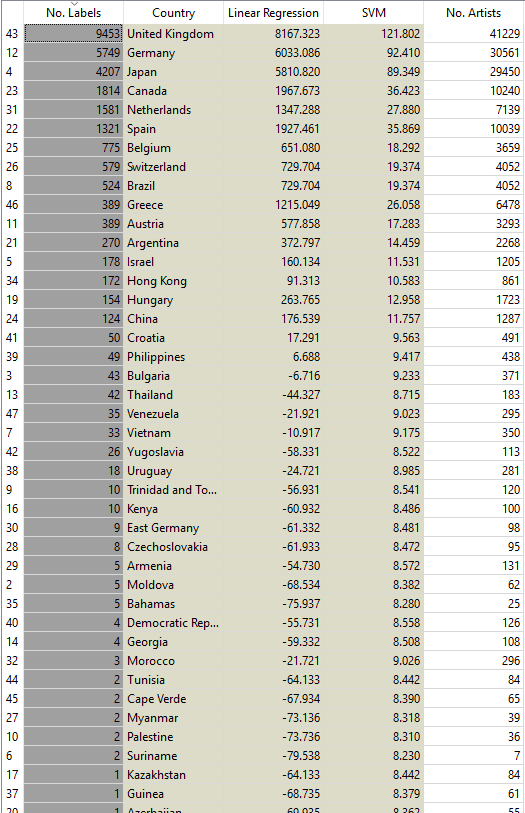 No. Labels Country Linear Regression SVM No. Artists
43 9453 United Kingdom 8167.323 121.802 41229
12 5749 Germany 6033.086 92.410 30561
4 4207 Japan 5810.820 89.349 29450
23 1814 Canada 1967.673 36.423 10240
31 1581 Netherlands 1347.288 27.880 7139
22 1321 Spain 1927.461 35.869 10039
25 775 Belgium 651.080 18.292 3659
26 579 Switzerland 729.704 19.374 4052
8 524 Brazil 729.704 19.374 4052
46 389 Greece 1215.049 26.058 6478
11 389 Austria 577.858 17.283 3293
21 270 Argentina 372.797 14.459 2268
5 178 Israel 160.134 11.531 1205
34 172 Hong Kong 91.313 10.583 861
19 154 Hungary 263.765 12.958 1723
24 124 China 176.539 11.757 1287
41 50 Croatia 17.291 9.563 491
39 49 Philippines 6.688 9.417 438
3 43 Bulgaria -6.716 9.233 371
13 42 Thailand -44.327 8.715 183
47 35 Venezuela -21.921 9.023 295
7 33 Vietnam -10.917 9.175 350
42 26 Yugoslavia -58.331 8.522 113
38 18 Uruguay -24.721 8.985 281
9 10 Trinidad and To... -56.931 8.541 120
16 10 Kenya -60.932 8.486 100
30 9 East Germany -61.332 8.481 98
28 8 Czechoslovakia -61.933 8.472 95
29 5 Armenia -54.730 8.572 131
2 5 Moldova -68.534 8.382 62
35 5 Bahamas -75.937 8.280 25
40 4 Democratic Rep... -55.731 8.558 126
14 4 Georgia -59.332 8.508 108
32 3 Morocco -21.721 9.026 296
44 2 Tunisia -64.133 8.442 84
45 2 Cape Verde -67.934 8.390 65
27 2 Myanmar -73.136 8.318 39
10 2 Palestine -73.736 8.310 36
6 2 Suriname -79.538 8.230 7
17 1 Kazakhstan -64.133 8.442 84
37 1 Guinea -68.735 8.379 61
20 1 Azerbaijan -69.935 8.362 55